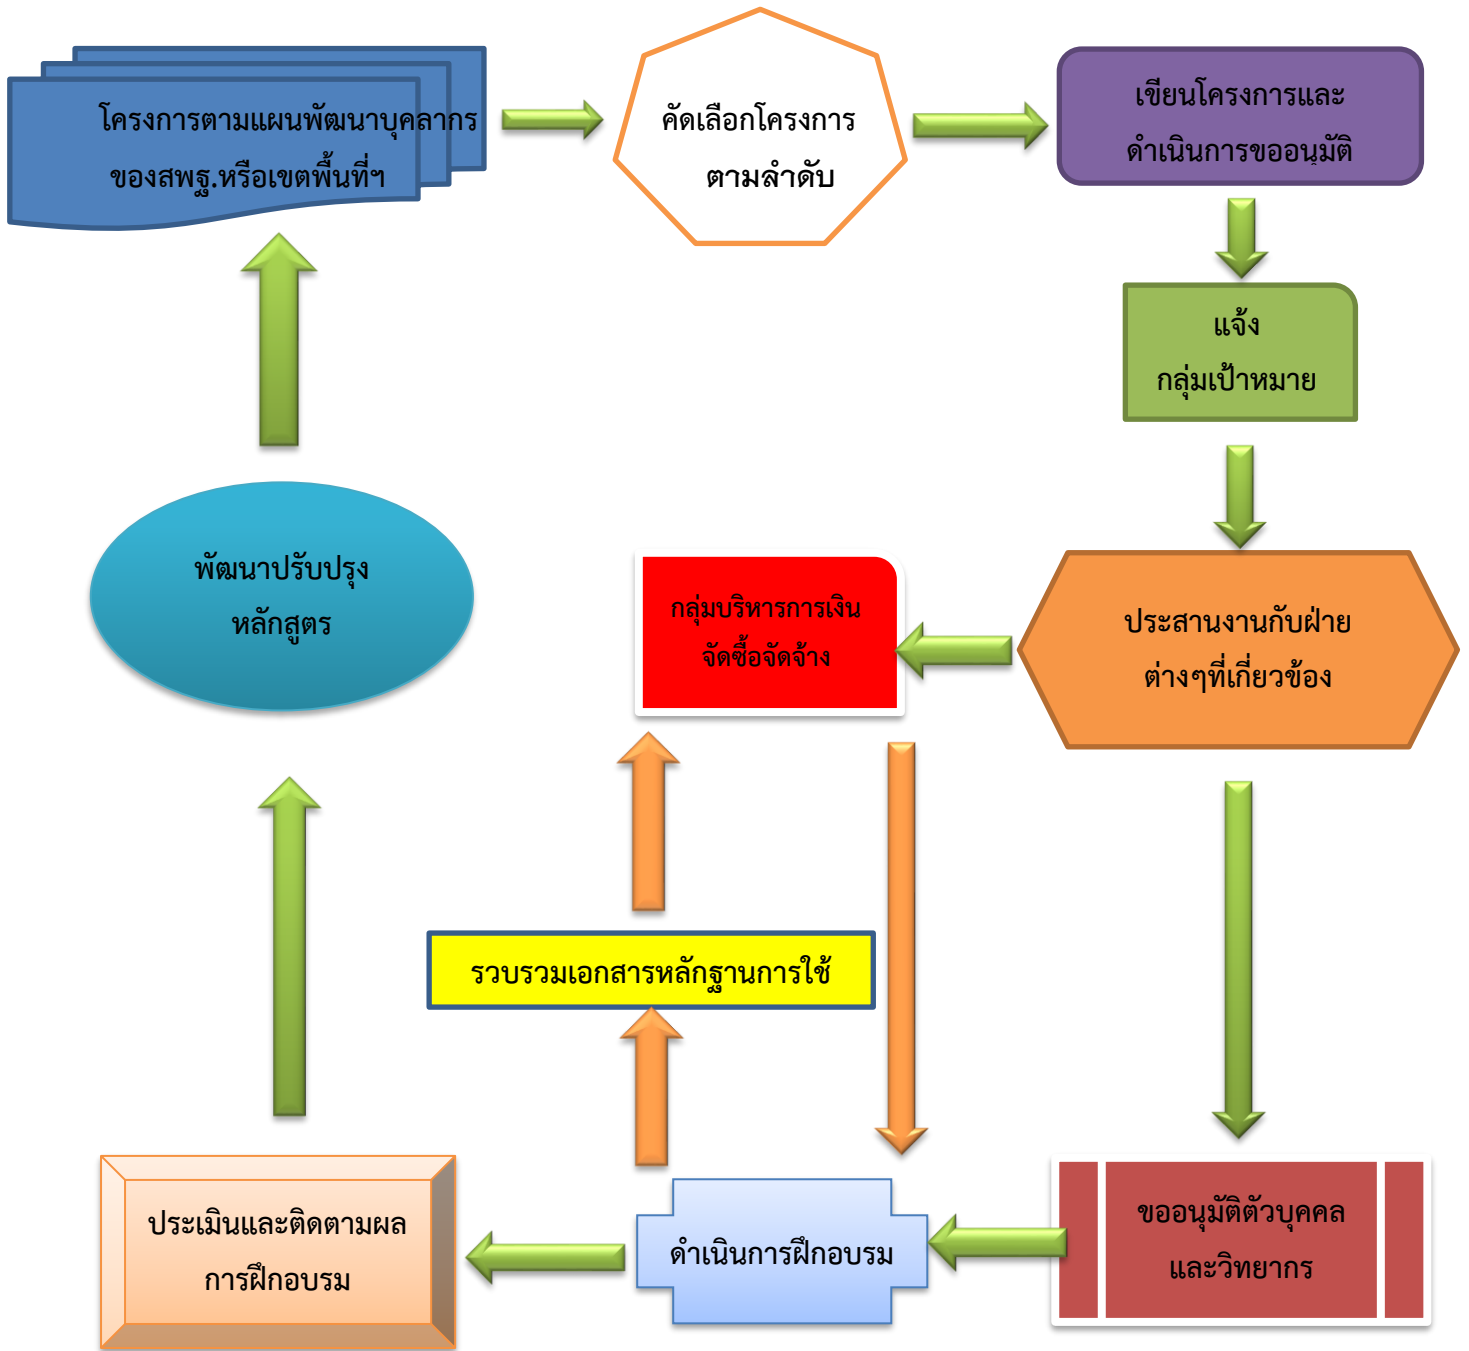 โครงการตามแผนพัฒนาบุคลากร
ของสพฐ.หรือเขตพื้นที่ฯ
คัดเลือกโครงการ
ตามลำดับ
เขียนโครงการและ
ดำเนินการขออนุมัติ
แจ้ง
กลุ่มเป้าหมาย
ประสานงานกับฝ่าย
ต่างๆที่เกี่ยวข้อง
กลุ่มบริหารการเงิน
จัดซื้อจัดจ้าง
พัฒนาปรับปรุง
หลักสูตร
รวบรวมเอกสารหลักฐานการใช้
ขออนุมัติตัวบุคคล
และวิทยากร
ดำเนินการฝึกอบรม
ประเมินและติดตามผล
การฝึกอบรม